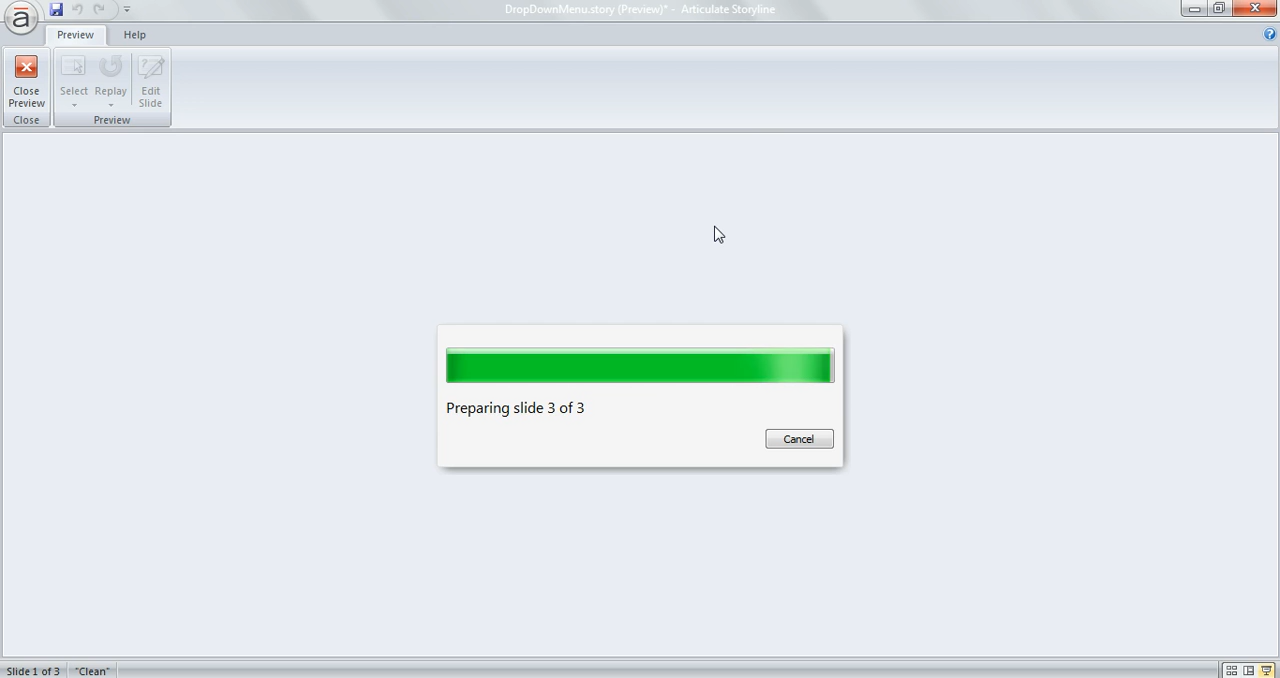 DropDownMenu.story (Preview)* - Articulate Storyline
Preview Help
Close Preview
Select
Replay
Edit Slide
Close
Preview
Preparing slide 3 of 3
Cancel
Slide 1 of 3 "Clean"